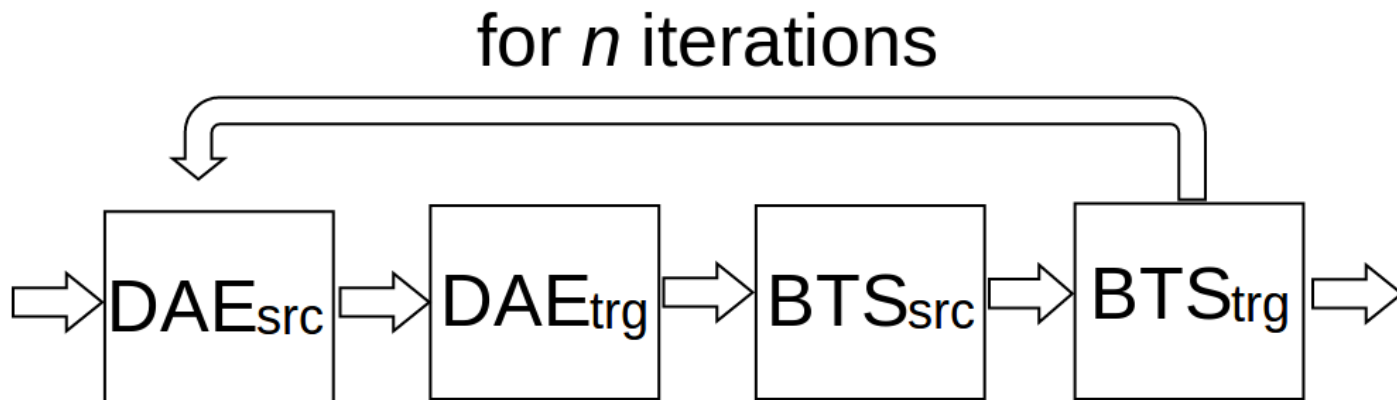 for n iterations
DAEsrc
DAEtrg
BTSsrc
BTStrg